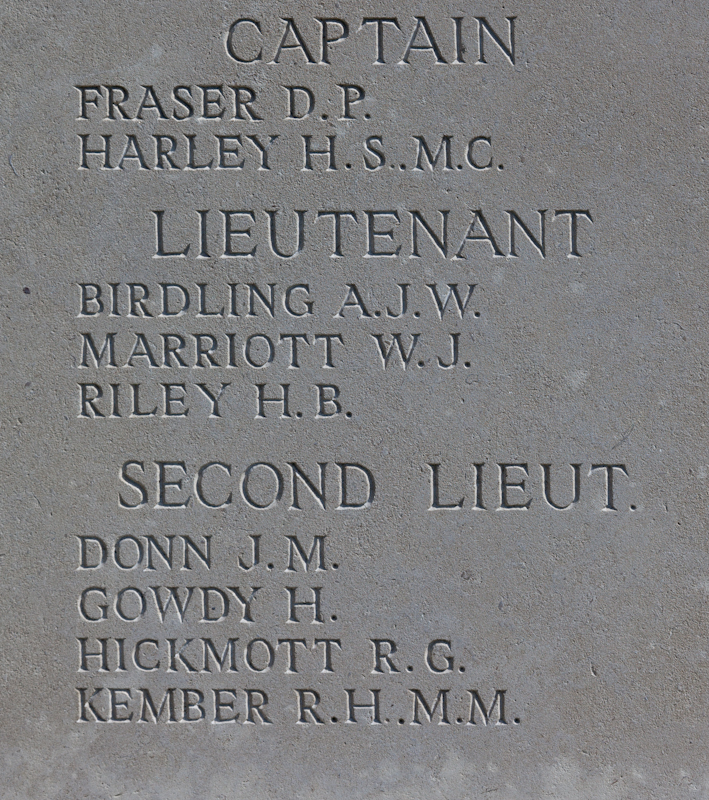 CAPTAIN
FRASER D.P.
HARLEY H.S..M.C.
LIEUTENANT
BIRDLING A.J.W.
MARRIOTT W.J.
RILEY H.B.
SECOND LIEUT.
DONN J.M.
GOWDY H.
HICKMOTT R.G.
KEMBER R.H..M.M.